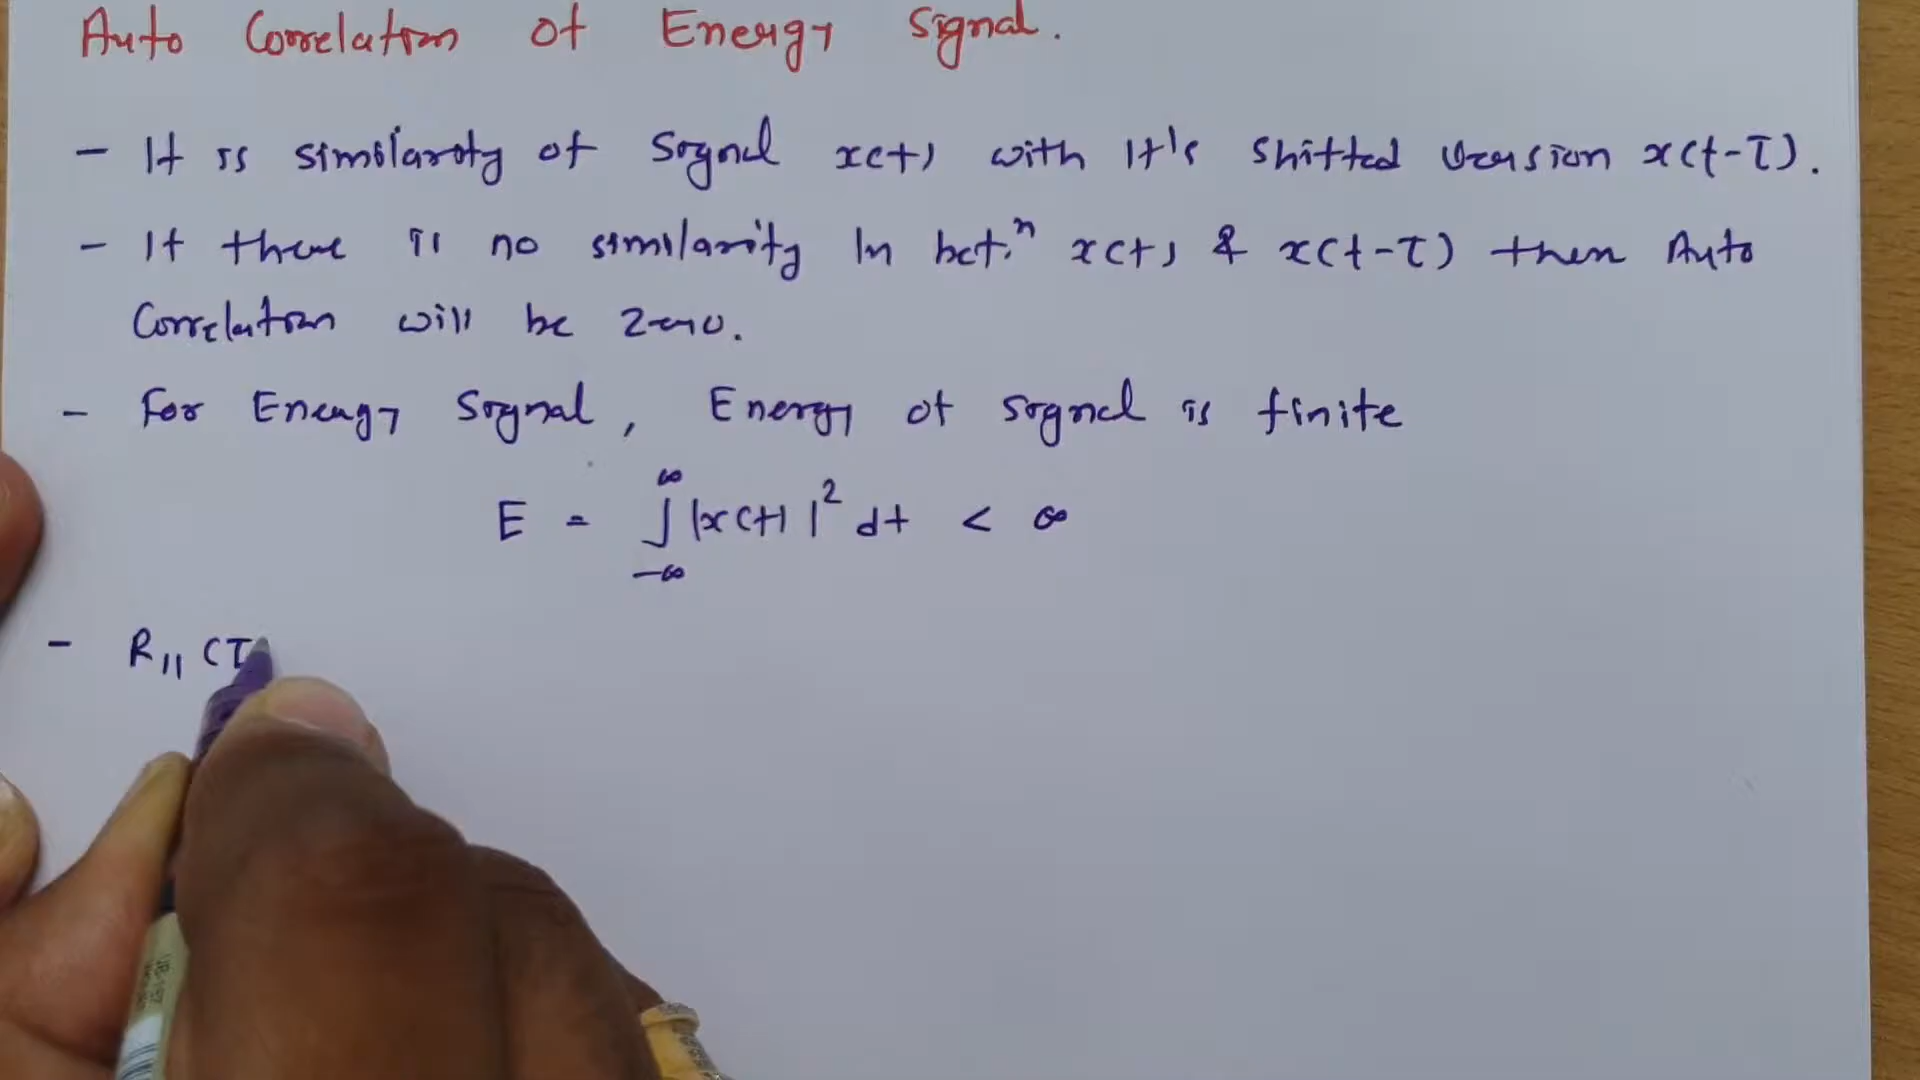 Auto Correlation of Energy Signal.
- It is similarity of signal x(t) with it's shifted version x(t-τ).
- If there is no similarity in betⁿ x(t) & x(t-τ) then Auto
Correlation will be zero.
- For Energy Signal, Energy of signal is finite
E = ∫_{-∞}^{∞} |x(t)|² dt < ∞
- R₁₁(τ